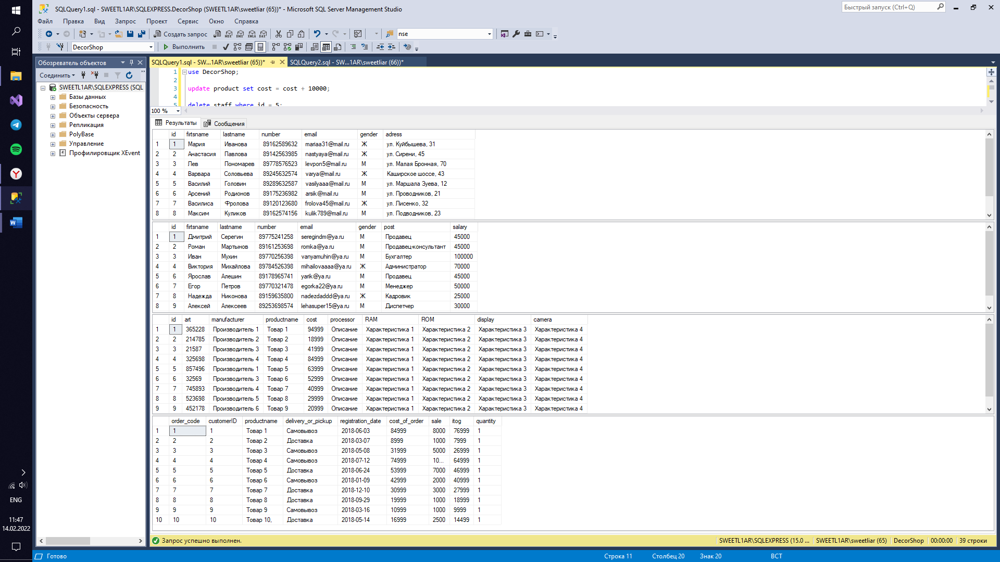 SQLQuery1.sql - SWEETL1AR\SQLEXPRESS.DecorShop (SWEETL1AR\sweetliar (65))* - Microsoft SQL Server Management Studio
Быстрый запуск (Ctrl+Q)
Файл Правка Вид Запрос Проект Сервис Окно Справка
Создать запрос MDX DMX XMLA DAX nse
DecorShop Выполнить
Обозреватель объектов
Соединить
SWEETL1AR\SQLEXPRESS (SQL
Базы данных
Безопасность
Объекты сервера
Репликация
PolyBase
Управление
Профилировщик XEvent
SQLQuery1.sql - SW...1AR\sweetliar (65))* SQLQuery2.sql - SW...1AR\sweetliar (66))*
1 use DecorShop;
2
3 update product set cost = cost + 10000;
4
5 delete staff where id = 5;
100 %
Результаты Сообщения
id firtsname lastname number email gender adress
1 1 Мария Иванова 89162589632 mariaa31@mail.ru Ж ул. Куйбышева, 31
2 2 Анастасия Павлова 89142563985 nastyaya@mail.ru Ж ул. Сирени, 45
3 3 Лев Пономарев 89778576523 levpon5@mail.ru М ул. Малая Бронная, 70
4 4 Варвара Соловьева 89245632574 varya@mail.ru Ж Каширское шоссе, 43
5 5 Василий Головин 89289632587 vasilyaaa@mail.ru М ул. Маршала Зуева, 12
6 6 Арсений Родионов 89175236982 arsik@mail.ru М ул. Проводников, 21
7 7 Василиса Фролова 89120123680 frolova45@mail.ru Ж ул. Лисенко, 32
8 8 Максим Куликов 89162574156 kulik789@mail.ru М ул. Подводников, 23
id firtsname lastname number email gender post salary
1 1 Дмитрий Серегин 89775241258 seregindm@ya.ru М Продавец 45000
2 2 Роман Мартынов 89161253698 romka@ya.ru М Продавец-консультант 45000
3 3 Иван Мухин 89770256398 vanyamuhin@ya.ru М Бухгалтер 100000
4 4 Виктория Михайлова 89784526398 mihailovaaaa@ya.ru Ж Администратор 70000
5 6 Ярослав Алешин 89178965741 yarik@ya.ru М Продавец 45000
6 7 Егор Петров 89770321478 egorka22@ya.ru М Менеджер 50000
7 8 Надежда Никонова 89159635800 nadezdaddd@ya.ru Ж Кадровик 25000
8 9 Алексей Алексеев 89253698574 lehasuper15@ya.ru М Диспетчер 30000
id art manufacturer productname cost processor RAM ROM display camera
1 1 365228 Производитель 1 Товар 1 94999 Описание Характеристика 1 Характеристика 2 Характеристика 3 Характеристика 4
2 2 214785 Производитель 2 Товар 2 18999 Описание Характеристика 1 Характеристика 2 Характеристика 3 Характеристика 4
3 3 21587 Производитель 3 Товар 3 41999 Описание Характеристика 1 Характеристика 2 Характеристика 3 Характеристика 4
4 4 325698 Производитель 4 Товар 4 84999 Описание Характеристика 1 Характеристика 2 Характеристика 3 Характеристика 4
5 5 857496 Производитель 1 Товар 5 63999 Описание Характеристика 1 Характеристика 2 Характеристика 3 Характеристика 4
6 6 32569 Производитель 3 Товар 6 52999 Описание Характеристика 1 Характеристика 2 Характеристика 3 Характеристика 4
7 7 745893 Производитель 4 Товар 7 40999 Описание Характеристика 1 Характеристика 2 Характеристика 3 Характеристика 4
8 8 523698 Производитель 5 Товар 8 29999 Описание Характеристика 1 Характеристика 2 Характеристика 3 Характеристика 4
9 9 452178 Производитель 6 Товар 9 20999 Описание Характеристика 1 Характеристика 2 Характеристика 3 Характеристика 4
order_code customerID productname delivery_or_pickup registration_date cost_of_order sale itog quantity
1 1 1 Товар 1 Самовывоз 2018-06-03 84999 8000 76999 1
2 2 2 Товар 2 Доставка 2018-03-07 8999 1000 7999 1
3 3 3 Товар 3 Самовывоз 2018-05-08 31999 5000 26999 1
4 4 4 Товар 4 Самовывоз 2018-07-12 74999 10... 64999 1
5 5 5 Товар 5 Доставка 2018-06-24 53999 7000 46999 1
6 6 6 Товар 6 Самовывоз 2018-01-09 42999 2000 40999 1
7 7 7 Товар 7 Доставка 2018-12-10 30999 3000 27999 1
8 8 8 Товар 8 Доставка 2018-09-29 19999 1000 18999 1
9 9 9 Товар 9 Самовывоз 2018-03-16 10999 1000 9999 1
10 10 10 Товар 10, Доставка 2018-05-14 16999 2500 14499 1
Запрос успешно выполнен. SWEETL1AR\SQLEXPRESS (15.0 ... SWEETL1AR\sweetliar (65) DecorShop 00:00:00 39 строки
Готово Строка 11 Столбец 20 Знак 20 ВСТ
ENG
11:47
14.02.2022